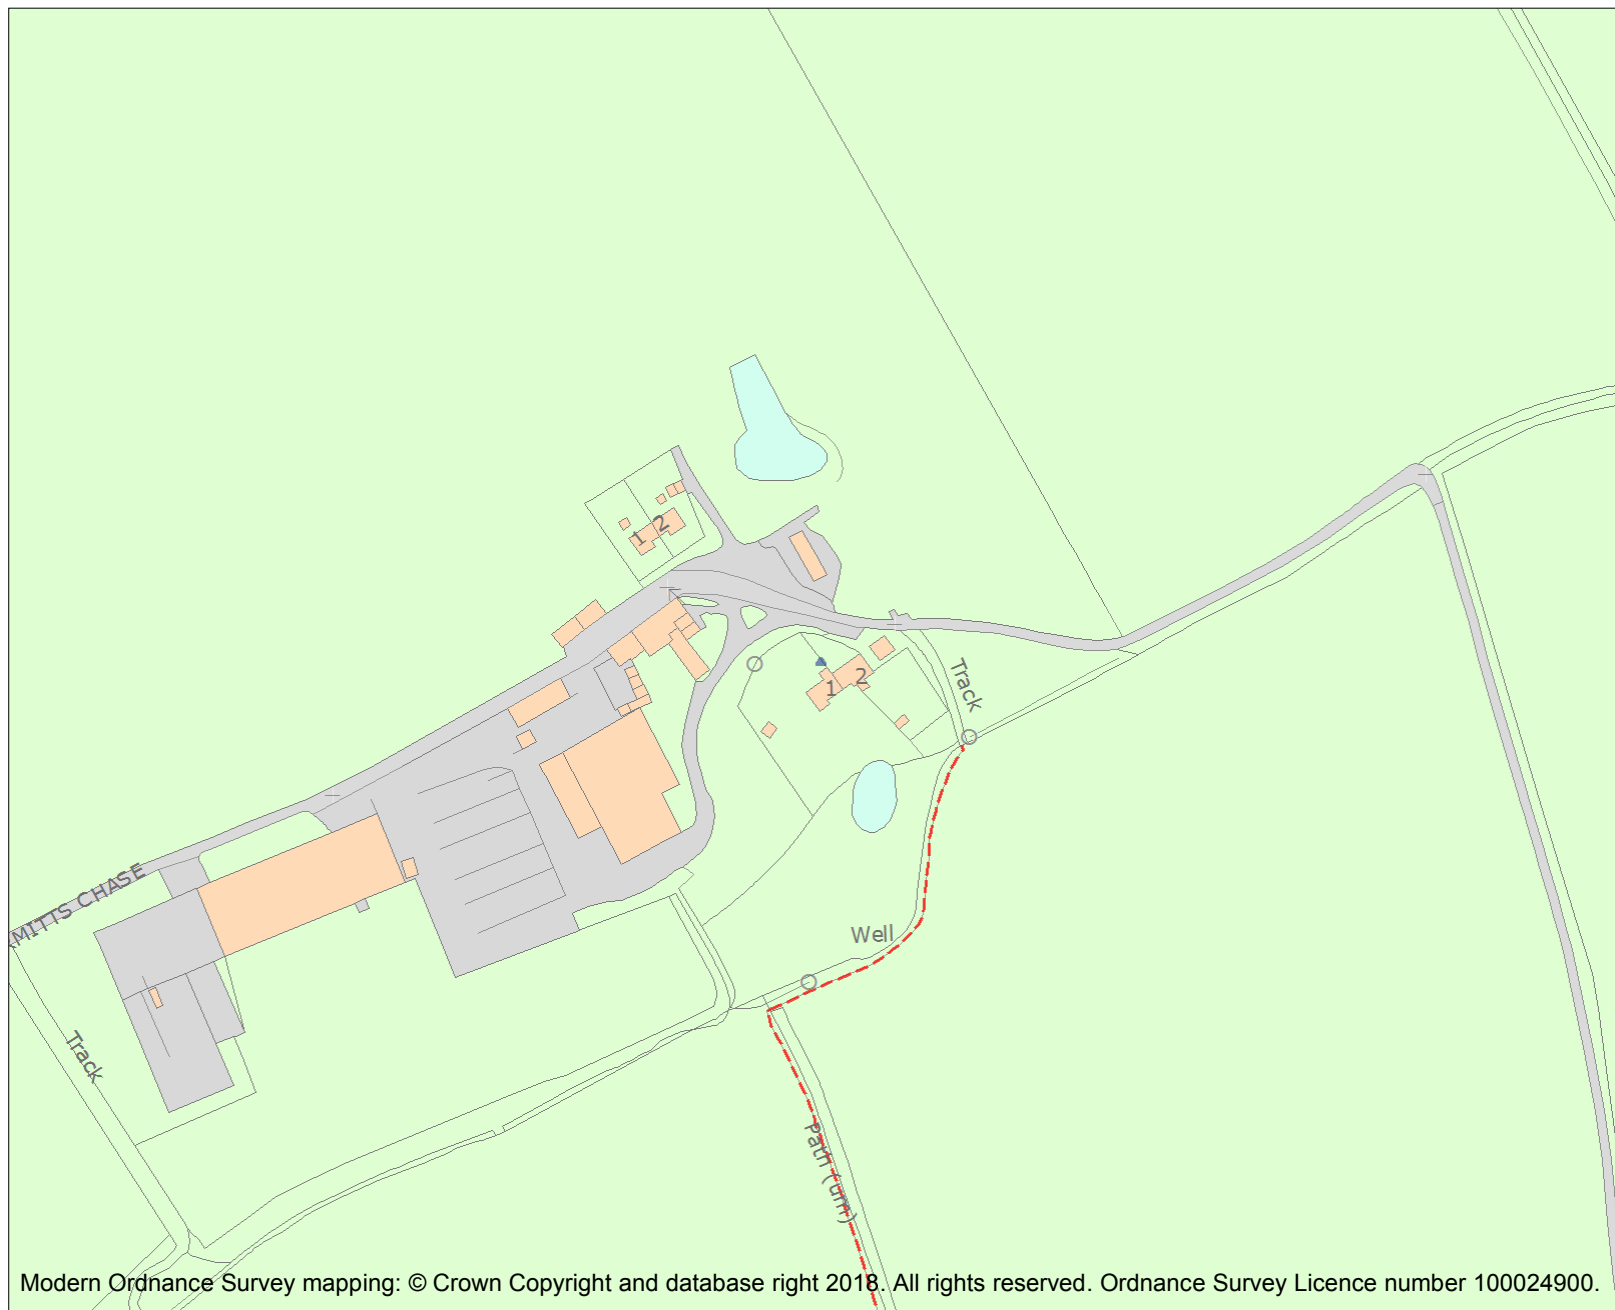 1
2
1
2
Track
MITTS CHASE
Well
Track
Path (um)
Modern Ordnance Survey mapping: © Crown Copyright and database right 2018. All rights reserved. Ordnance Survey Licence number 100024900.